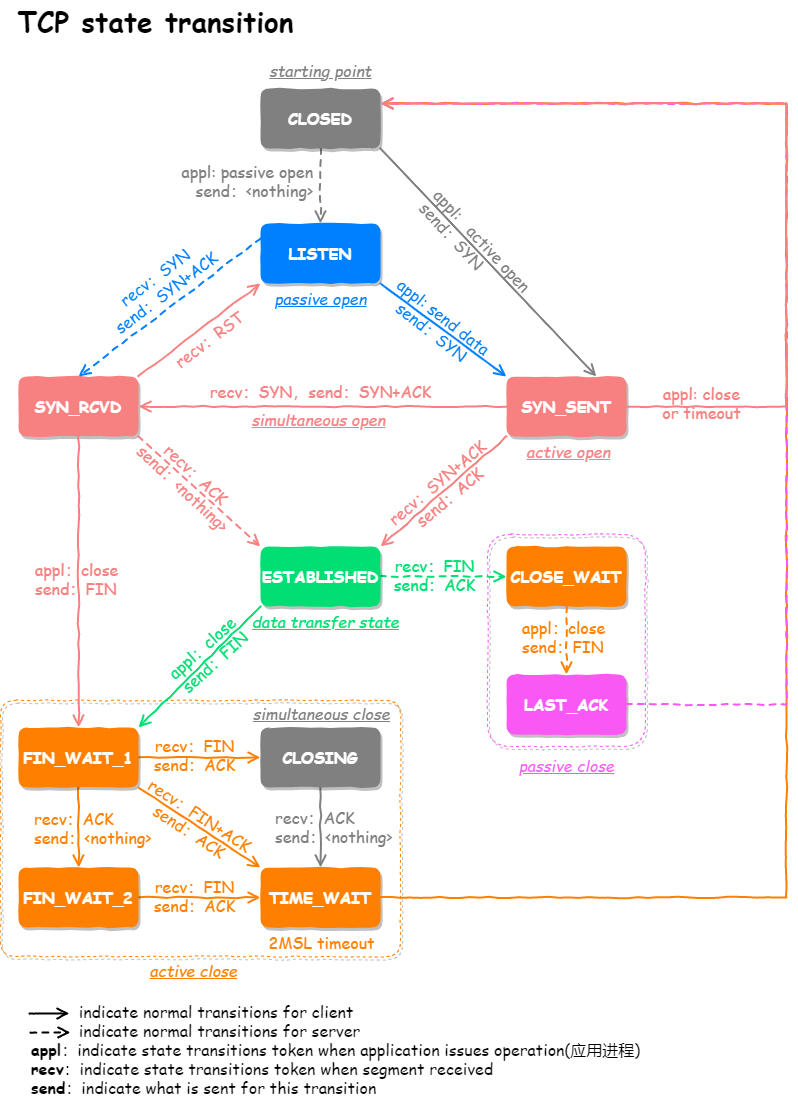 TCP state transition
starting point
CLOSED
appl: passive open
send: <nothing>
appl: active open
send: SYN
LISTEN
passive open
recv: SYN
send: SYN+ACK
appl: send data
send: SYN
recv: RST
SYN_RCVD
recv: SYN, send: SYN+ACK
simultaneous open
SYN_SENT
active open
appl: close
or timeout
recv: ACK
send: <nothing>
recv: SYN+ACK
send: ACK
appl: close
send: FIN
ESTABLISHED
data transfer state
recv: FIN
send: ACK
CLOSE_WAIT
appl: close
send: FIN
LAST_ACK
passive close
appl: close
send: FIN
simultaneous close
FIN_WAIT_1
recv: FIN
send: ACK
CLOSING
recv: FIN+ACK
send: ACK
recv: ACK
send: <nothing>
recv: ACK
send: <nothing>
FIN_WAIT_2
recv: FIN
send: ACK
TIME_WAIT
2MSL timeout
active close
indicate normal transitions for client
indicate normal transitions for server
appl: indicate state transitions token when application issues operation(应用进程)
recv: indicate state transitions token when segment received
send: indicate what is sent for this transition